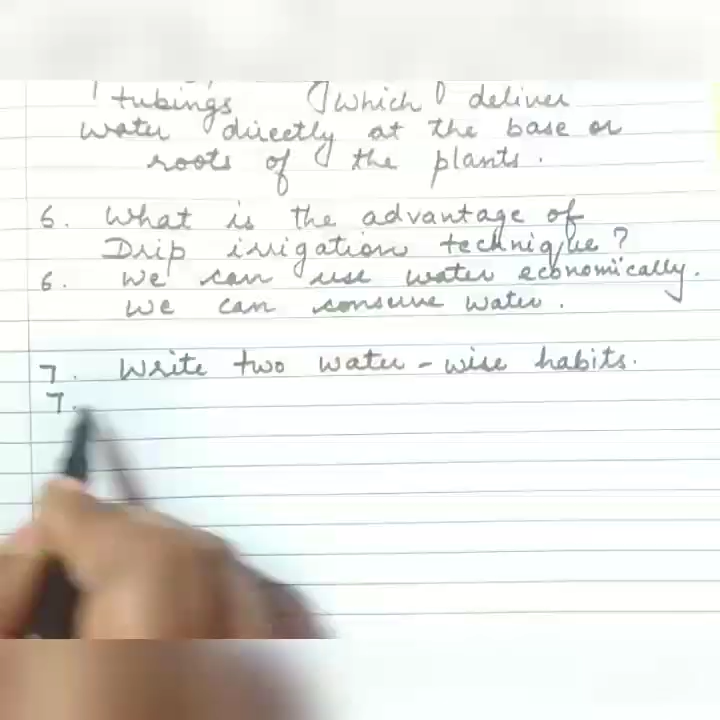 tubings which deliver
water directly at the base or
roots of the plants.
6. What is the advantage of
Drip irrigation technique?
6. We can use water economically.
We can conserve water.
7. Write two water-wise habits.
7.